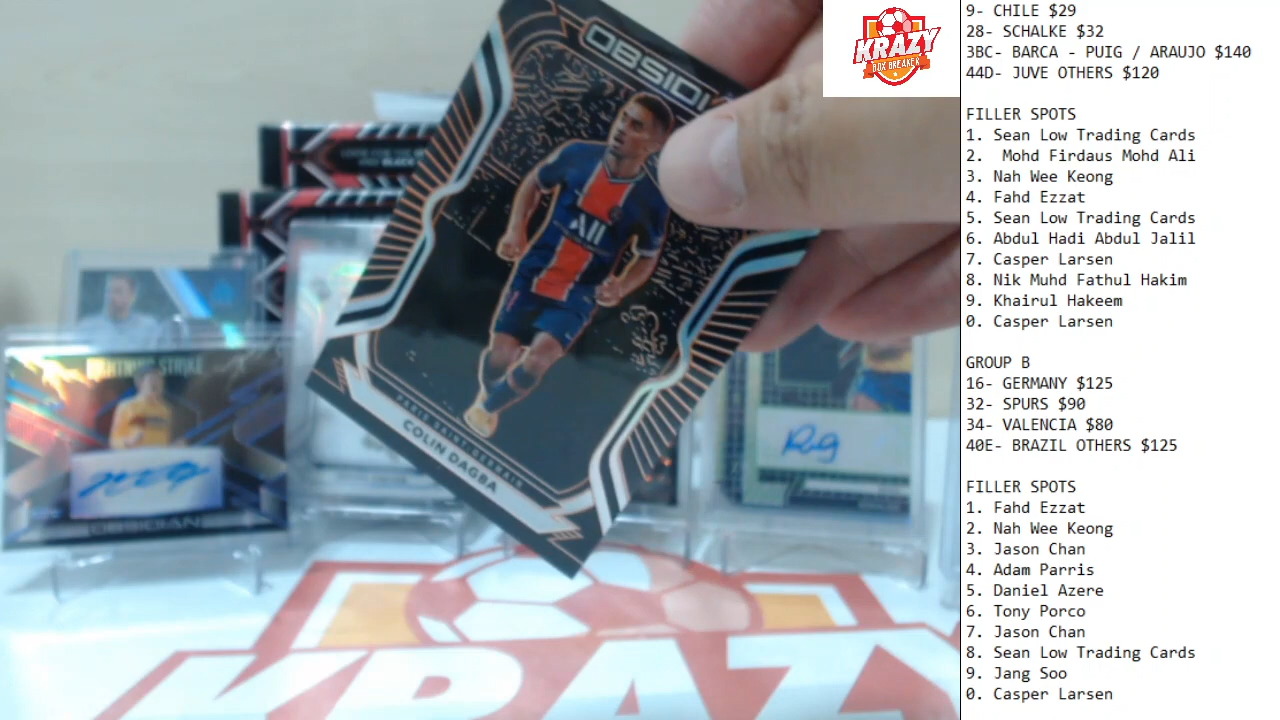 OBSIDI
PARIS SAINT-GERMAIN
COLIN DAGBA
KRAZY
BOX BREAKER
LIGHTNING STRIKE
OBSIDIAN
KRAZ
9- CHILE $29
28- SCHALKE $32
3BC- BARCA - PUIG / ARAUJO $140
44D- JUVE OTHERS $120
FILLER SPOTS
1. Sean Low Trading Cards
2.  Mohd Firdaus Mohd Ali
3. Nah Wee Keong
4. Fahd Ezzat
5. Sean Low Trading Cards
6. Abdul Hadi Abdul Jalil
7. Casper Larsen
8. Nik Muhd Fathul Hakim
9. Khairul Hakeem
0. Casper Larsen
GROUP B
16- GERMANY $125
32- SPURS $90
34- VALENCIA $80
40E- BRAZIL OTHERS $125
FILLER SPOTS
1. Fahd Ezzat
2. Nah Wee Keong
3. Jason Chan
4. Adam Parris
5. Daniel Azere
6. Tony Porco
7. Jason Chan
8. Sean Low Trading Cards
9. Jang Soo
0. Casper Larsen